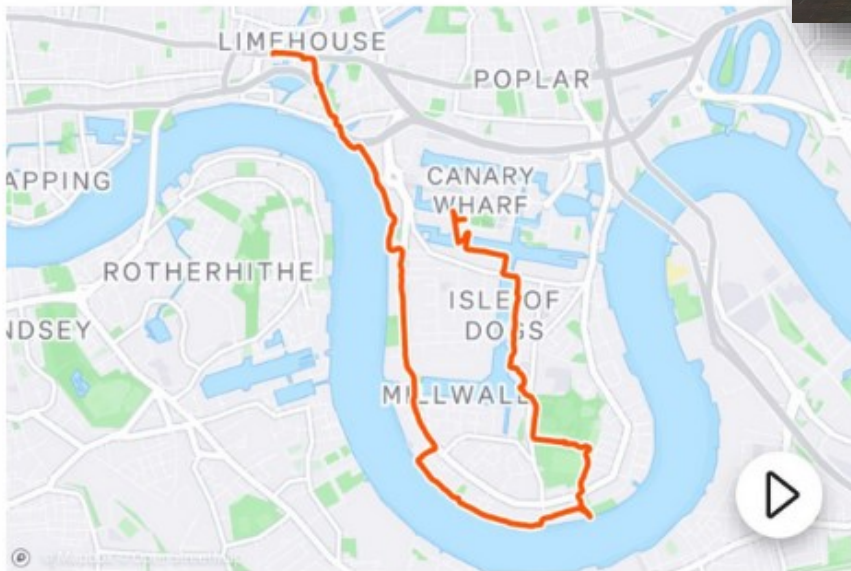 LIMEHOUSE
POPLAR
APPING
CANARY
WHARF
ROTHERHITHE
ISLE OF
DOGS
NDSEY
MILLWALL